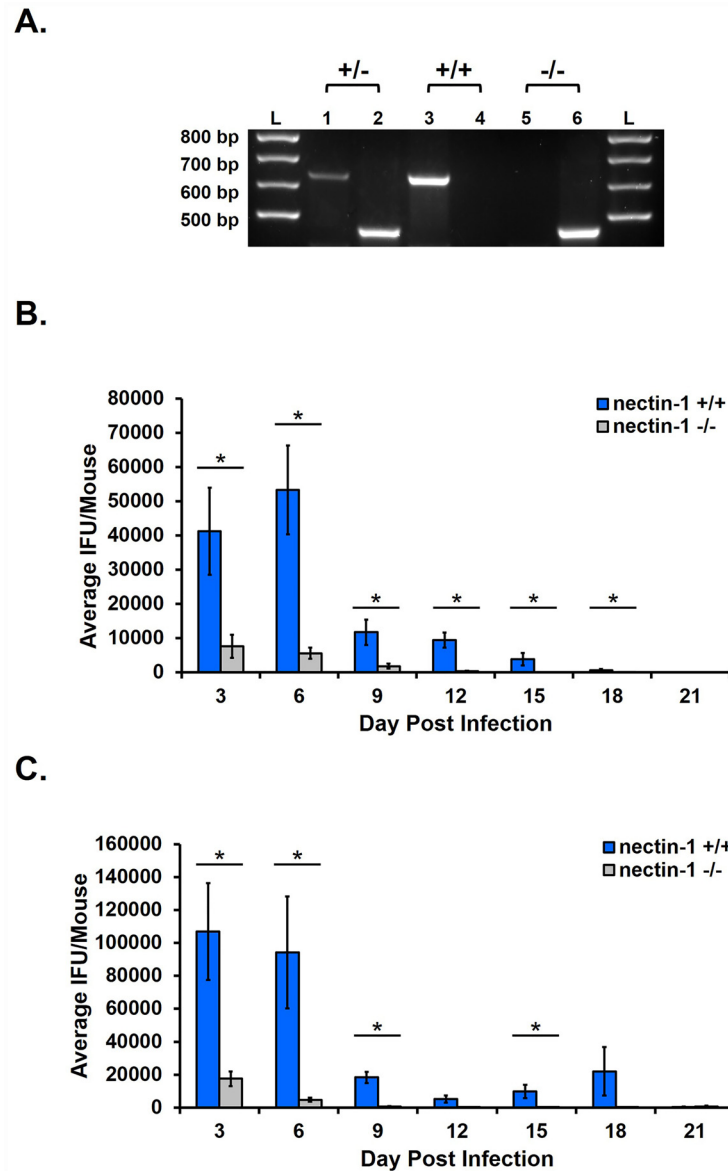 A.
+/- +/+ -/-
L 1 2 3 4 5 6 L
800 bp
700 bp
600 bp
500 bp
B.
80000
70000
60000
50000
40000
30000
20000
10000
0
Average IFU/Mouse
nectin-1 +/+
nectin-1 -/-
* * * * * *
3 6 9 12 15 18 21
Day Post Infection
C.
160000
140000
120000
100000
80000
60000
40000
20000
0
Average IFU/Mouse
nectin-1 +/+
nectin-1 -/-
* * * *
3 6 9 12 15 18 21
Day Post Infection